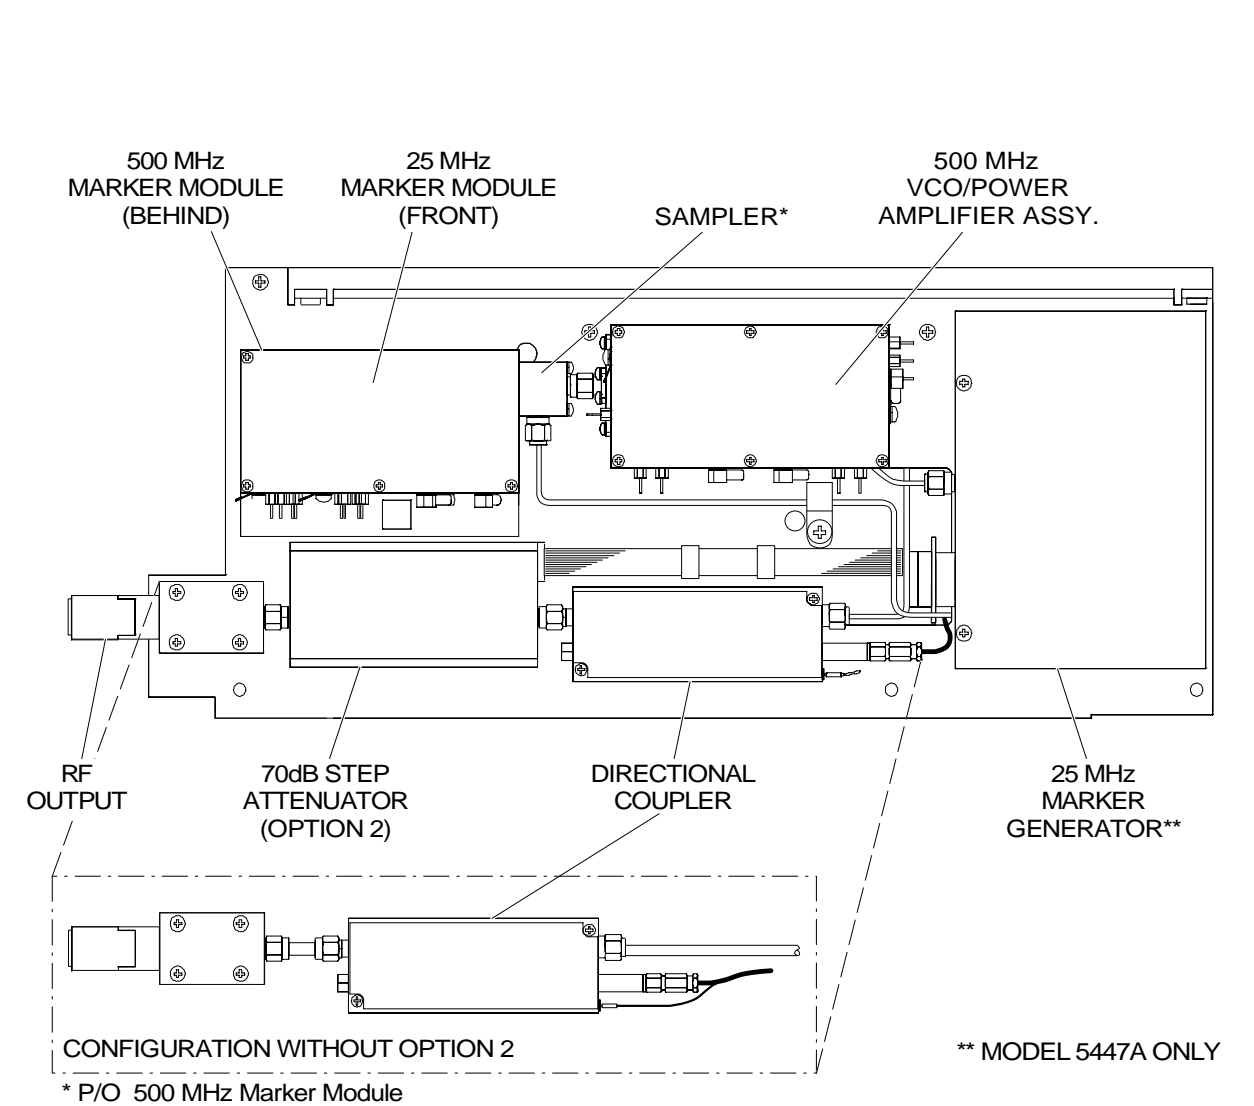 500 MHz
MARKER MODULE
(BEHIND)
25 MHz
MARKER MODULE
(FRONT)
SAMPLER*
500 MHz
VCO/POWER
AMPLIFIER ASSY.
RF
OUTPUT
70dB STEP
ATTENUATOR
(OPTION 2)
DIRECTIONAL
COUPLER
25 MHz
MARKER
GENERATOR**
CONFIGURATION WITHOUT OPTION 2
** MODEL 5447A ONLY
* P/O 500 MHz Marker Module